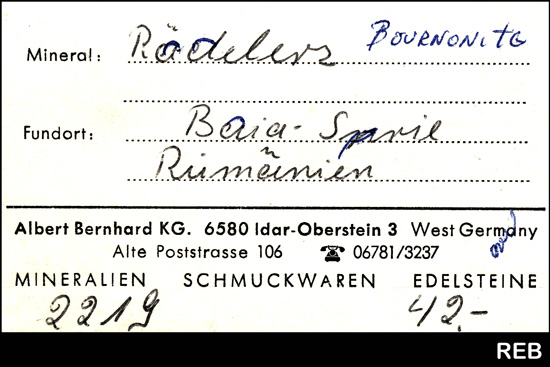 Mineral: Rädelerz BOURNONITE
Fundort: Baia-Sprie
Rumänien
Albert Bernhard KG. 6580 Idar-Oberstein 3 West Germany
Alte Poststrasse 106 ☎ 06781/3237
MINERALIEN SCHMUCKWAREN EDELSTEINE
2219 42,-
REB